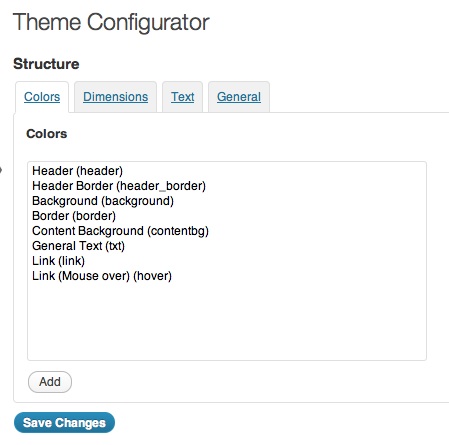 Theme Configurator
Structure
Colors Dimensions Text General
Colors
Header (header)
Header Border (header_border)
Background (background)
Border (border)
Content Background (contentbg)
General Text (txt)
Link (link)
Link (Mouse over) (hover)
Add
Save Changes